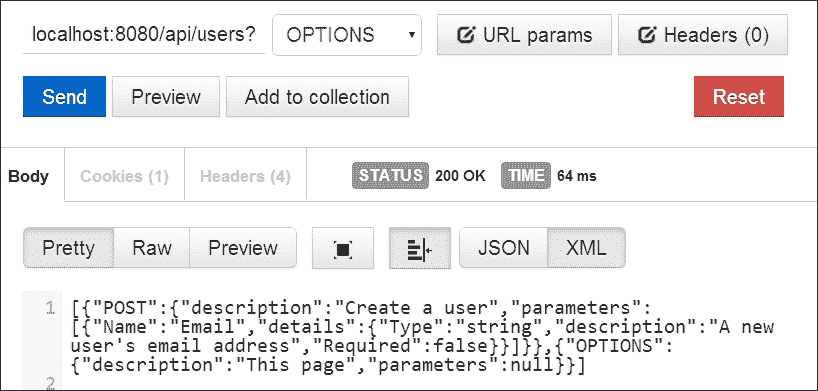 localhost:8080/api/users? OPTIONS URL params Headers (0)
Send Preview Add to collection Reset
Body Cookies (1) Headers (4) STATUS 200 OK TIME 64 ms
Pretty Raw Preview JSON XML
1 [{"POST":{"description":"Create a user","parameters":
[{"Name":"Email","details":{"Type":"string","description":"A new
user's email address","Required":false}}]}},{"OPTIONS":
{"description":"This page","parameters":null}}]
2